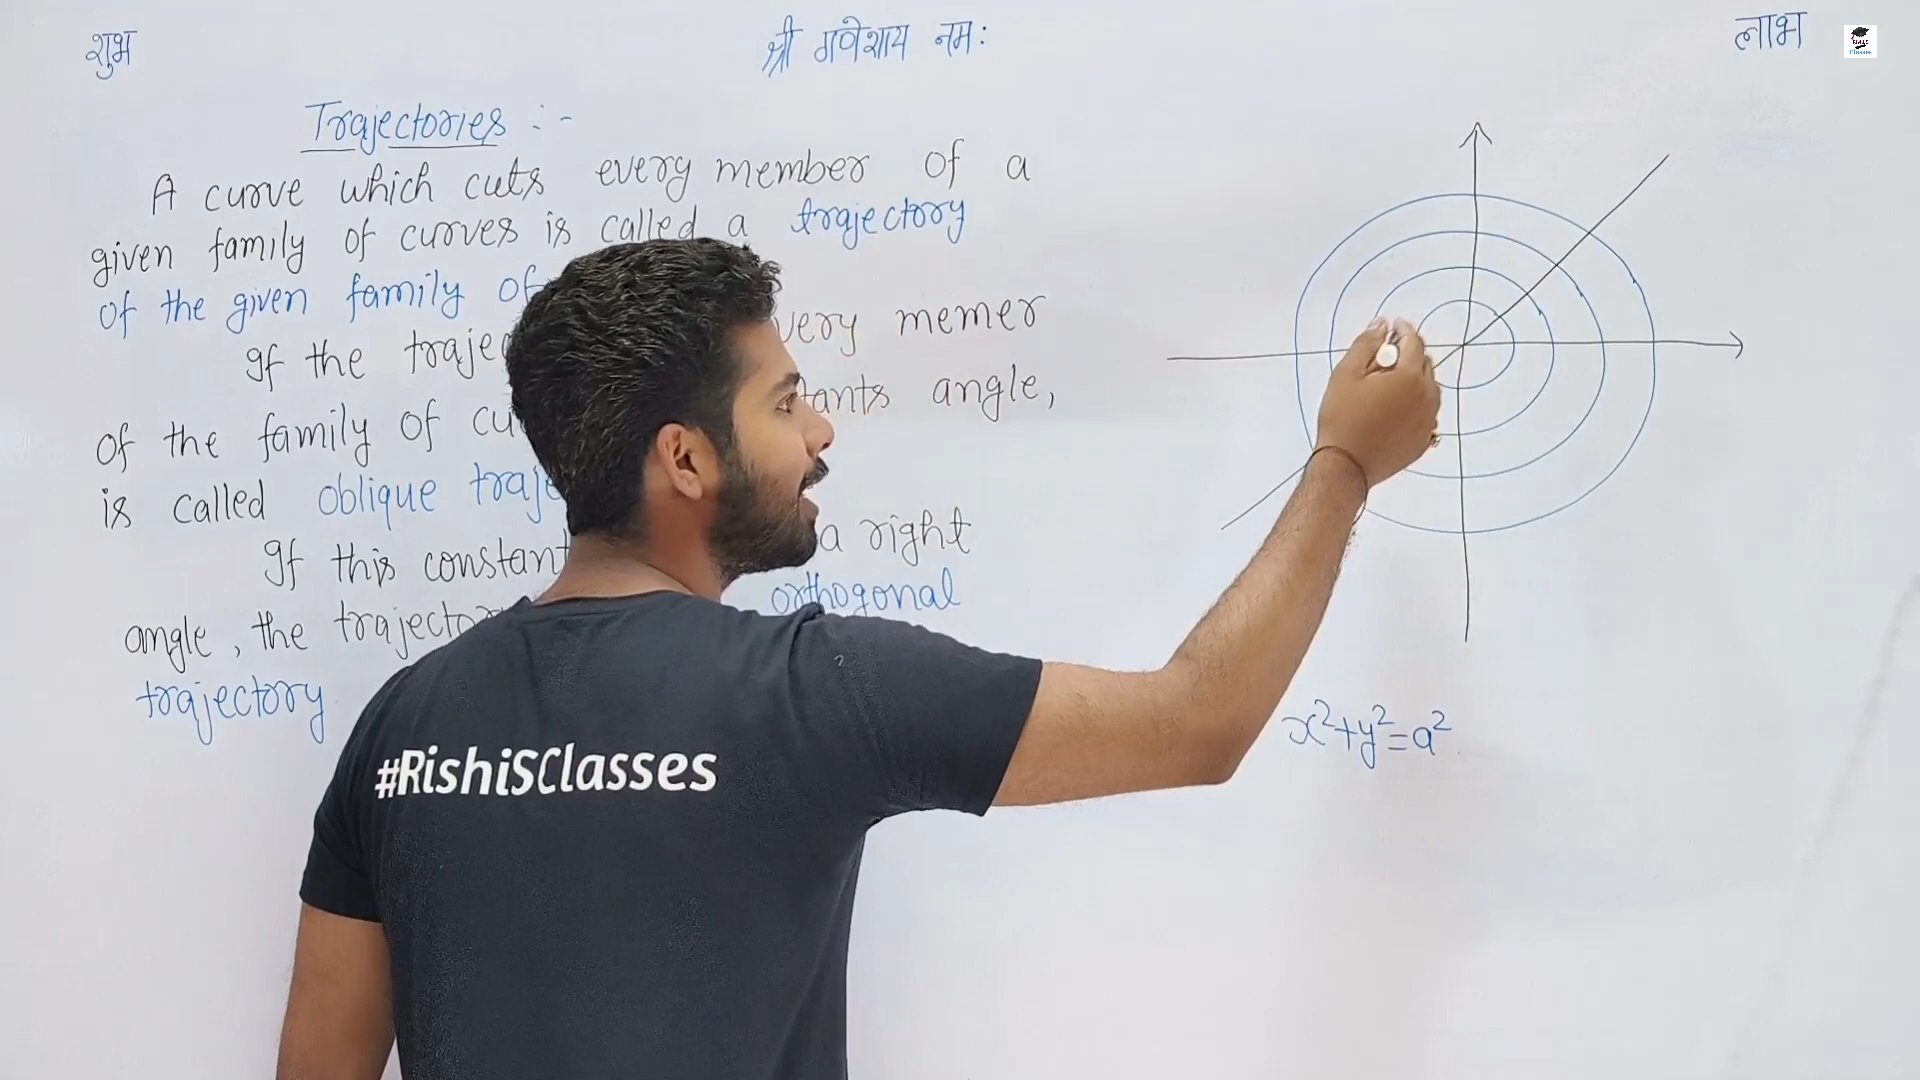 शुभ
श्री गणेशाय नमः
लाभ
Trajectories :-
A curve which cuts every member of a
given family of curves is called a trajectory
of the given family of
If the traje very memer
of the family of cu tants angle,
is called oblique traje
If this constant a right
angle, the trajecto orthogonal
trajectory
x²+y²=a²
#RishiSClasses